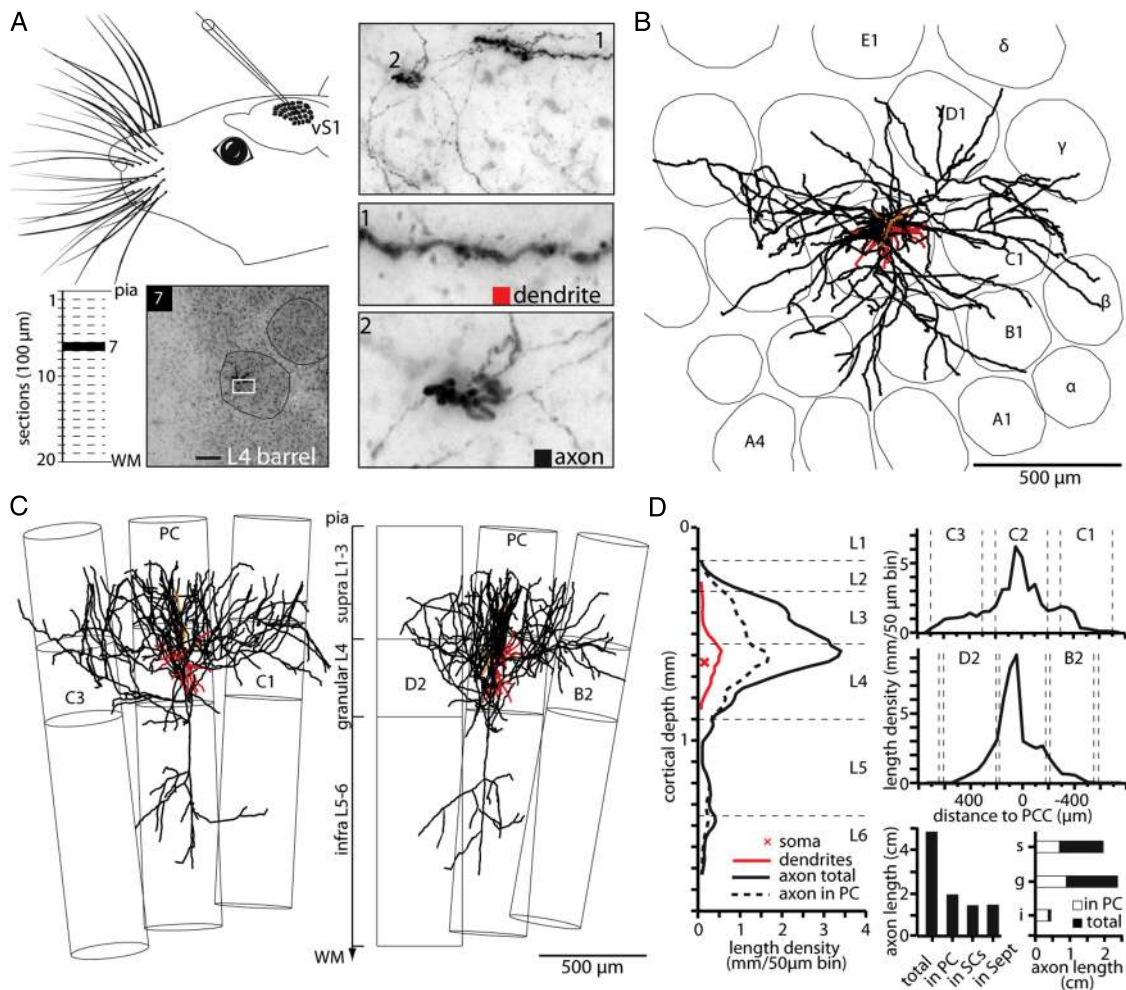 A
vS1
pia
1
7
10
20
WM
sections (100 µm)
7
L4 barrel
2
1
1
dendrite
2
axon
B
E1
δ
D1
γ
C1
β
B1
α
A1
A4
500 µm
C
PC
C3
C1
pia
supra L1-3
granular L4
infra L5-6
WM
PC
D2
B2
500 µm
D
0
1
cortical depth (mm)
L1
L2
L3
L4
L5
L6
soma
dendrites
axon total
axon in PC
0 1 2 3 4
length density
(mm/50µm bin)
C3 C2 C1
5
0
D2 B2
5
0
length density (mm/50 µm bin)
400 0 -400
distance to PCC (µm)
4
2
0
axon length (cm)
total
in PC
in SCs
in Sept
s
g
i
in PC
total
0 1 2
axon length
(cm)